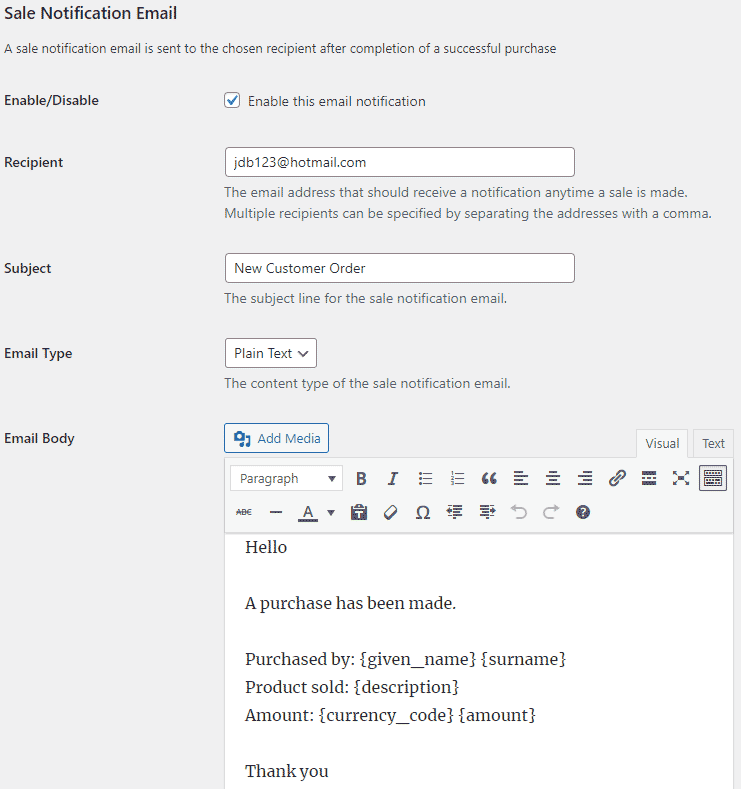 Sale Notification Email
A sale notification email is sent to the chosen recipient after completion of a successful purchase
Enable/Disable
Enable this email notification
Recipient
jdb123@hotmail.com
The email address that should receive a notification anytime a sale is made.
Multiple recipients can be specified by separating the addresses with a comma.
Subject
New Customer Order
The subject line for the sale notification email.
Email Type
Plain Text
The content type of the sale notification email.
Email Body
Add Media
Visual
Text
Paragraph
B
I
ABC
A
T
Ω
?
Hello
A purchase has been made.
Purchased by: {given_name} {surname}
Product sold: {description}
Amount: {currency_code} {amount}
Thank you